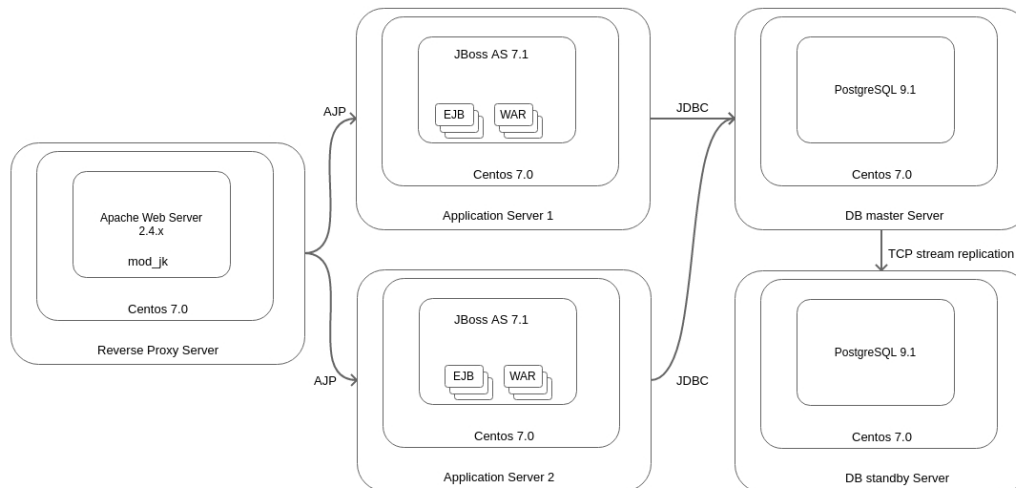 Apache Web Server
2.4.x
mod_jk
Centos 7.0
Reverse Proxy Server
AJP
AJP
JBoss AS 7.1
EJB
WAR
Centos 7.0
Application Server 1
JBoss AS 7.1
EJB
WAR
Centos 7.0
Application Server 2
JDBC
JDBC
PostgreSQL 9.1
Centos 7.0
DB master Server
TCP stream replication
PostgreSQL 9.1
Centos 7.0
DB standby Server